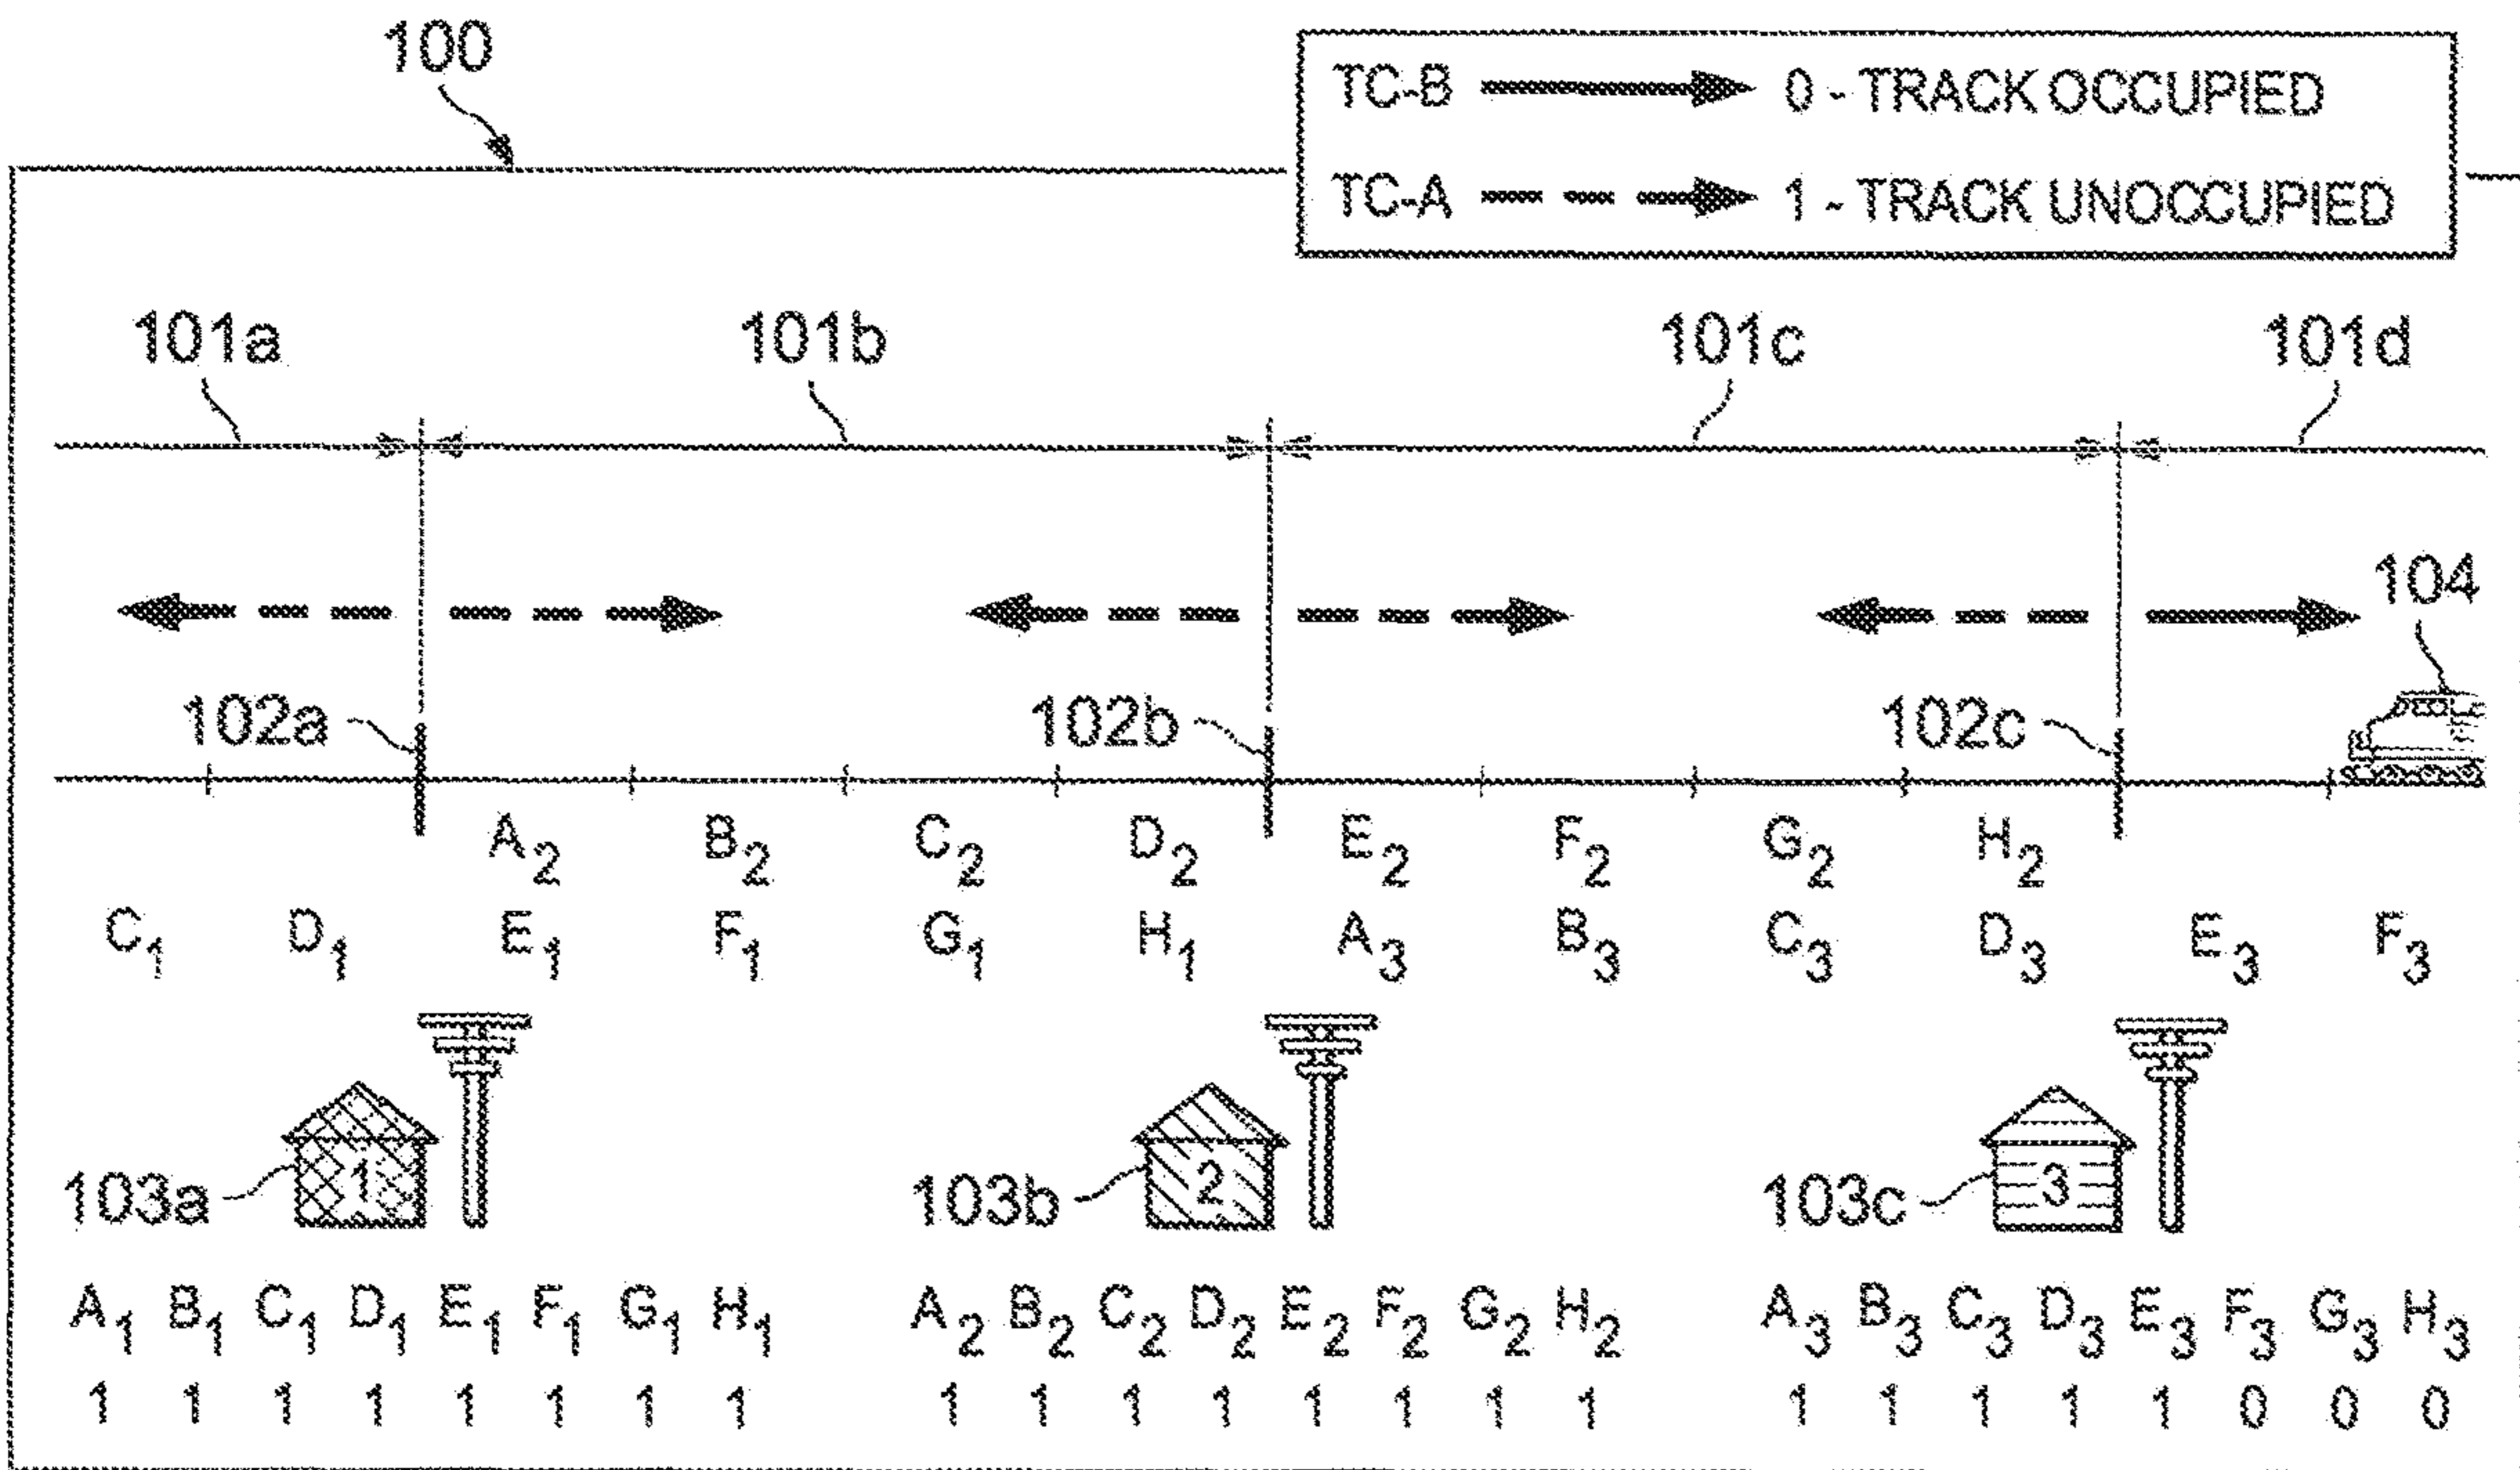 100
TC-B 0 - TRACK OCCUPIED
TC-A 1 - TRACK UNOCCUPIED
101a 101b 101c 101d
104
102a 102b 102c
A2 B2 C2 D2 E2 F2 G2 H2
C1 D1 E1 F1 G1 H1 A3 B3 C3 D3 E3 F3
1 2 3
103a 103b 103c
A1 B1 C1 D1 E1 F1 G1 H1 A2 B2 C2 D2 E2 F2 G2 H2 A3 B3 C3 D3 E3 F3 G3 H3
1 1 1 1 1 1 1 1 1 1 1 1 1 1 1 1 1 1 1 1 1 0 0 0